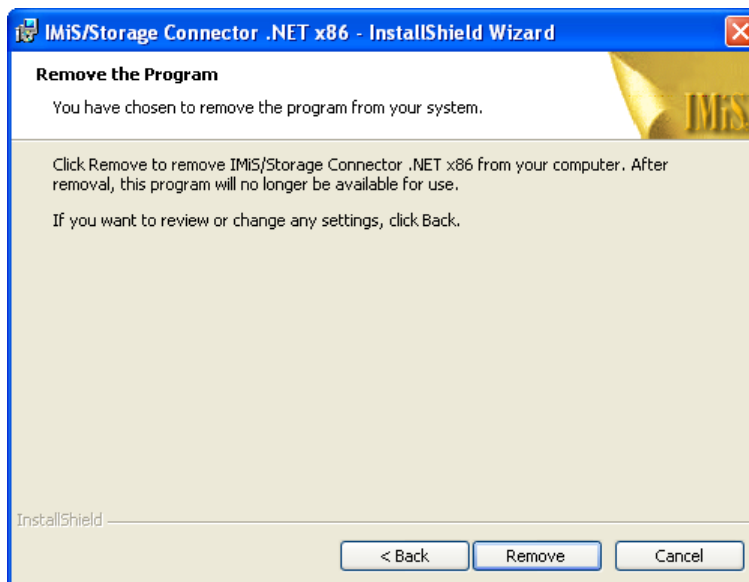 IMiS/Storage Connector .NET x86 - InstallShield Wizard
Remove the Program
You have chosen to remove the program from your system.
IMiS
Click Remove to remove IMiS/Storage Connector .NET x86 from your computer. After
removal, this program will no longer be available for use.
If you want to review or change any settings, click Back.
InstallShield
< Back
Remove
Cancel